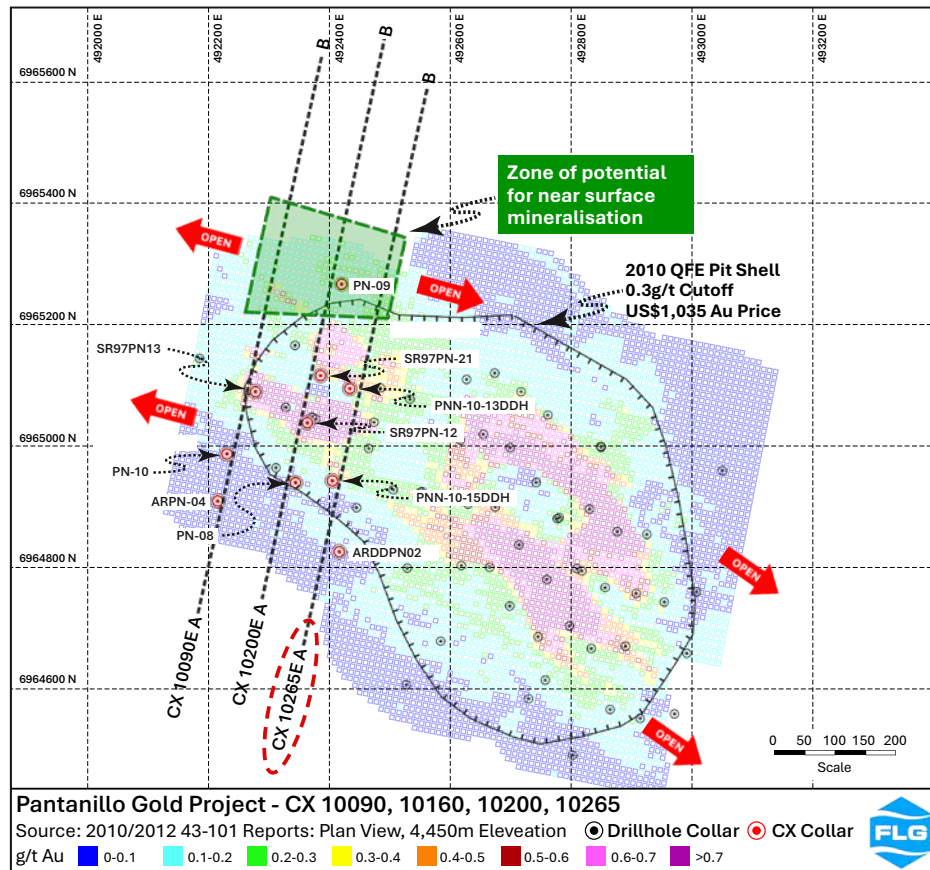 492000 E
492200 E
492400 E
492600 E
492800 E
493000 E
493200 E
B
B
B
6965600 N
6965400 N
6965200 N
6965000 N
6964800 N
6964600 N
Zone of potential
for near surface
mineralisation
OPEN
OPEN
PN-09
2010 QFE Pit Shell
0.3g/t Cutoff
US$1,035 Au Price
SR97PN13
SR97PN-21
PNN-10-13DDH
OPEN
SR97PN-12
PN-10
PNN-10-15DDH
ARPN-04
PN-08
ARDDPN02
OPEN
CX 10090E A
CX 10200E A
CX 10265E A
OPEN
0 50 100 150 200
Scale
Pantanillo Gold Project - CX 10090, 10160, 10200, 10265
Source: 2010/2012 43-101 Reports: Plan View, 4,450m Eleveation Drillhole Collar CX Collar
g/t Au 0-0.1 0.1-0.2 0.2-0.3 0.3-0.4 0.4-0.5 0.5-0.6 0.6-0.7 >0.7
FLG